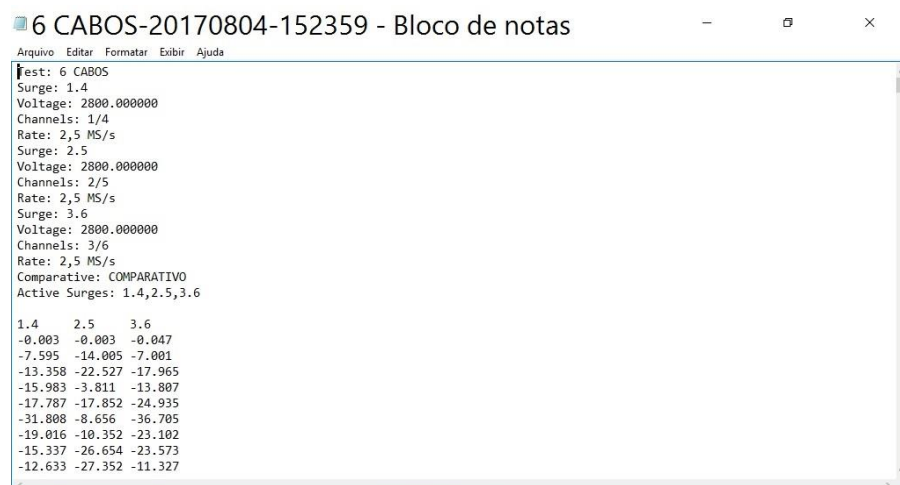 6 CABOS-20170804-152359 - Bloco de notas
Arquivo Editar Formatar Exibir Ajuda
Test: 6 CABOS
Surge: 1.4
Voltage: 2800.000000
Channels: 1/4
Rate: 2,5 MS/s
Surge: 2.5
Voltage: 2800.000000
Channels: 2/5
Rate: 2,5 MS/s
Surge: 3.6
Voltage: 2800.000000
Channels: 3/6
Rate: 2,5 MS/s
Comparative: COMPARATIVO
Active Surges: 1.4,2.5,3.6
1.4 2.5 3.6
-0.003 -0.003 -0.047
-7.595 -14.005 -7.001
-13.358 -22.527 -17.965
-15.983 -3.811 -13.807
-17.787 -17.852 -24.935
-31.808 -8.656 -36.705
-19.016 -10.352 -23.102
-15.337 -26.654 -23.573
-12.633 -27.352 -11.327